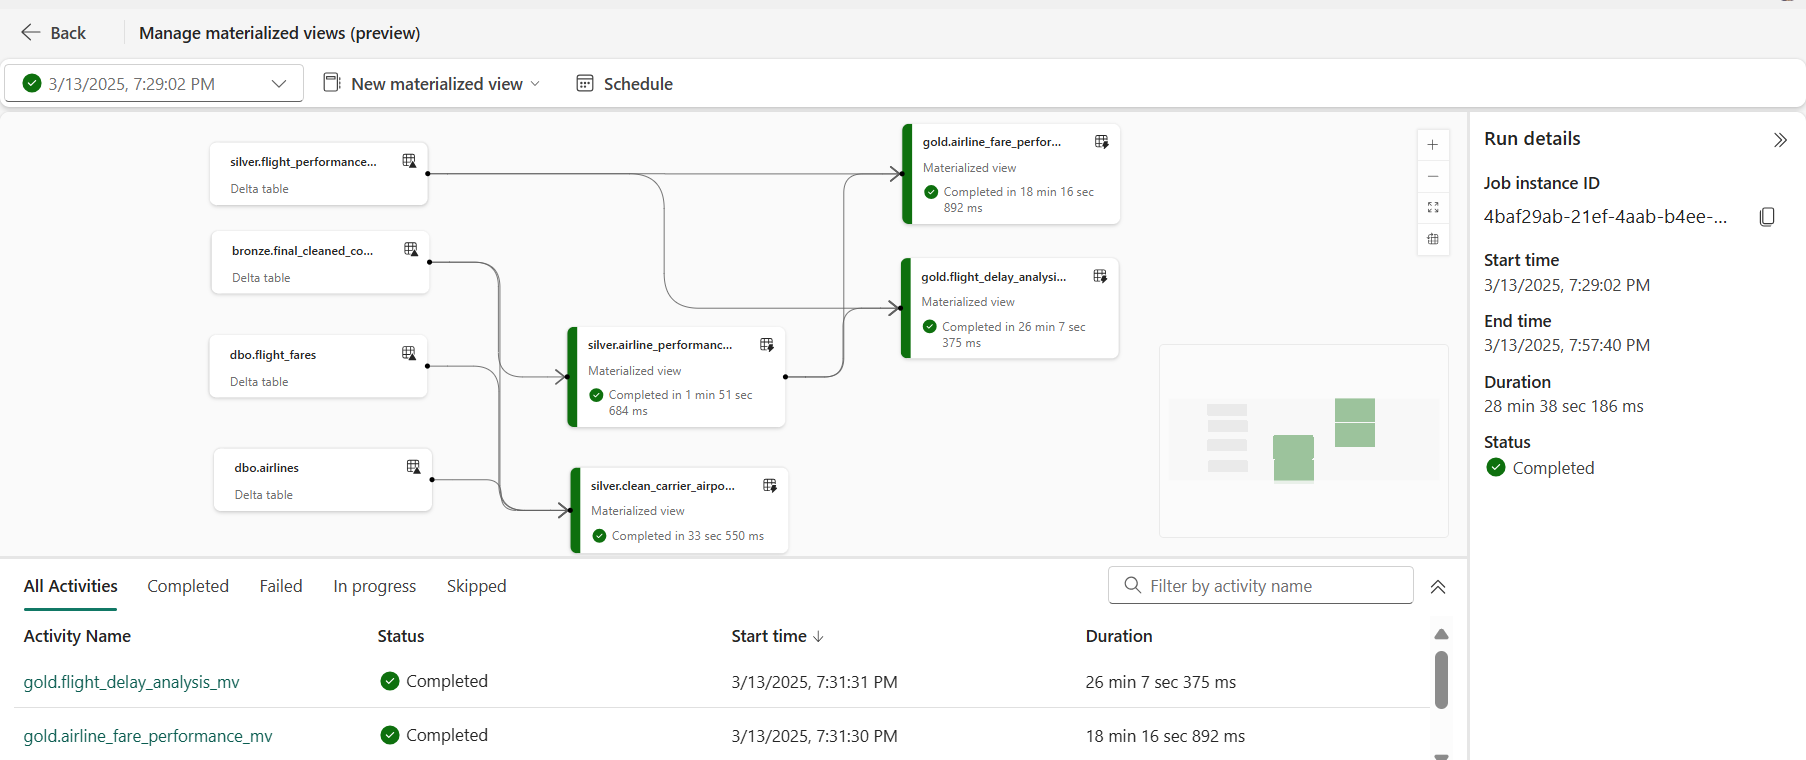 Back
Manage materialized views (preview)
3/13/2025, 7:29:02 PM
New materialized view
Schedule
silver.flight_performance...
Delta table
bronze.final_cleaned_co...
Delta table
dbo.flight_fares
Delta table
dbo.airlines
Delta table
silver.airline_performanc...
Materialized view
Completed in 1 min 51 sec
684 ms
silver.clean_carrier_airpo...
Materialized view
Completed in 33 sec 550 ms
gold.airline_fare_perfor...
Materialized view
Completed in 18 min 16 sec
892 ms
gold.flight_delay_analysi...
Materialized view
Completed in 26 min 7 sec
375 ms
Run details
Job instance ID
4baf29ab-21ef-4aab-b4ee-...
Start time
3/13/2025, 7:29:02 PM
End time
3/13/2025, 7:57:40 PM
Duration
28 min 38 sec 186 ms
Status
Completed
All Activities
Completed
Failed
In progress
Skipped
Filter by activity name
Activity Name
Status
Start time
Duration
gold.flight_delay_analysis_mv
Completed
3/13/2025, 7:31:31 PM
26 min 7 sec 375 ms
gold.airline_fare_performance_mv
Completed
3/13/2025, 7:31:30 PM
18 min 16 sec 892 ms